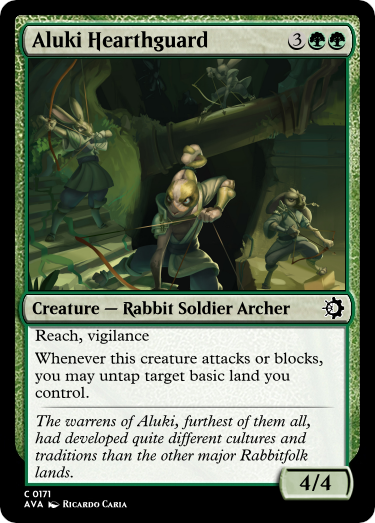 Aluki Hearthguard 3
Creature — Rabbit Soldier Archer
Reach, vigilance
Whenever this creature attacks or blocks,
you may untap target basic land you
control.
The warrens of Aluki, furthest of them all,
had developed quite different cultures and
traditions than the other major Rabbitfolk
lands.
4/4
C 0171
AVA Ricardo Caria